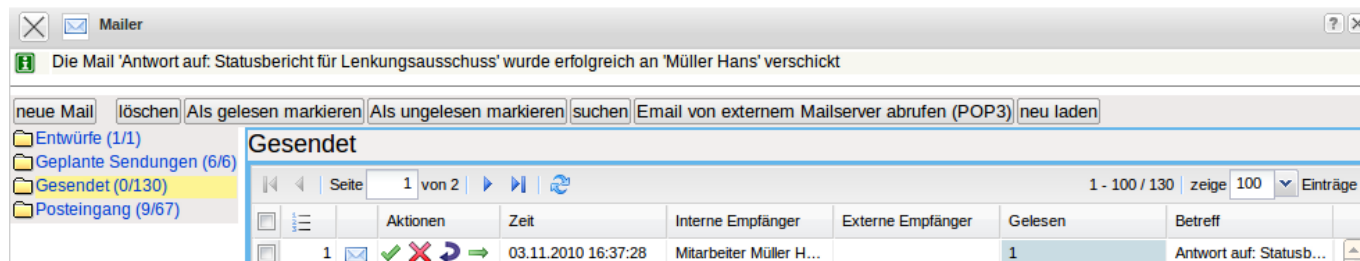 Mailer
Die Mail 'Antwort auf: Statusbericht für Lenkungsausschuss' wurde erfolgreich an 'Müller Hans' verschickt
neue Mail löschen Als gelesen markieren Als ungelesen markieren suchen Email von externem Mailserver abrufen (POP3) neu laden
Entwürfe (1/1)
Geplante Sendungen (6/6)
Gesendet (0/130)
Posteingang (9/67)
Gesendet
Seite 1 von 2 1 - 100 / 130 zeige 100 Einträge
Aktionen Zeit Interne Empfänger Externe Empfänger Gelesen Betreff
1 03.11.2010 16:37:28 Mitarbeiter Müller H... 1 Antwort auf: Statusb...